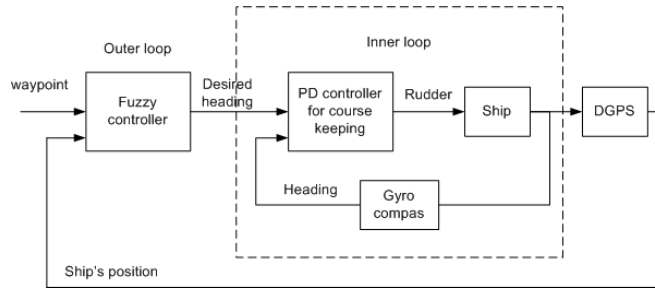 Outer loop
Inner loop
waypoint
Fuzzy
controller
Desired
heading
PD controller
for course
keeping
Rudder
Ship
DGPS
Heading
Gyro
compas
Ship's position